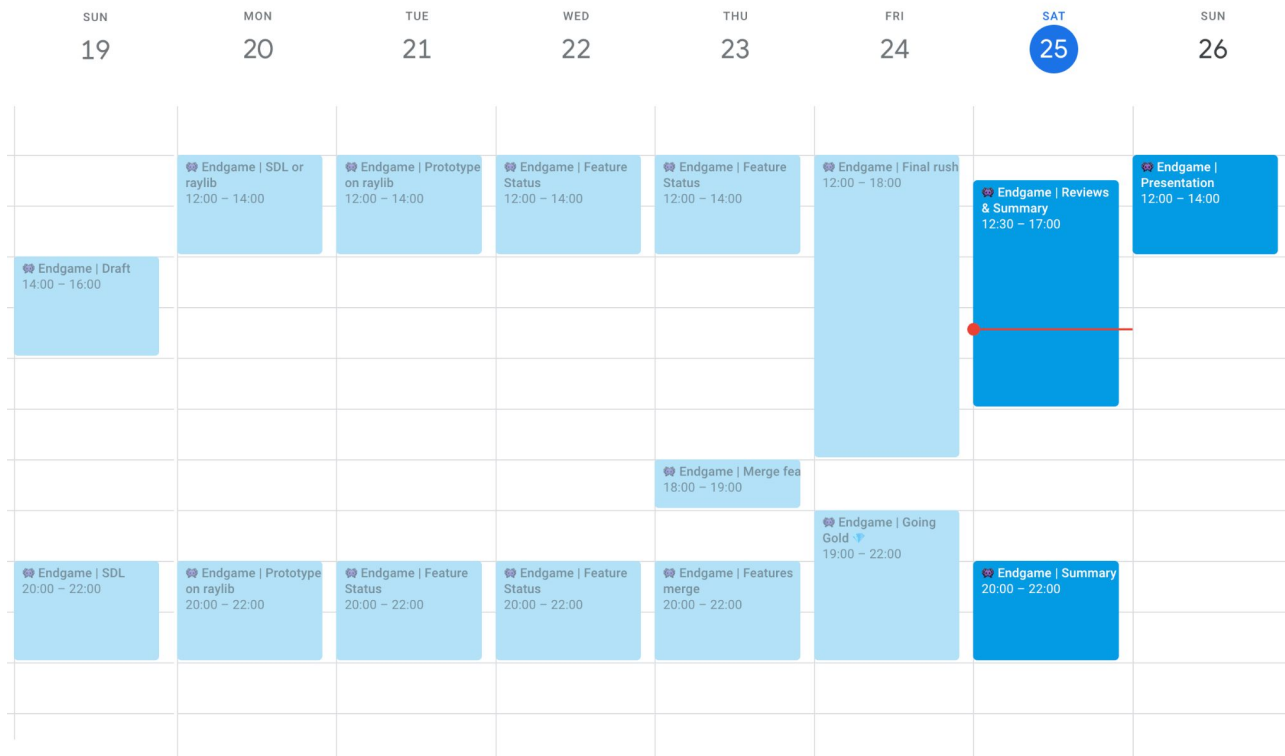 SUN
19
MON
20
TUE
21
WED
22
THU
23
FRI
24
SAT
25
SUN
26
Endgame | Draft
14:00 – 16:00
Endgame | SDL
20:00 – 22:00
Endgame | SDL or
raylib
12:00 – 14:00
Endgame | Prototype
on raylib
20:00 – 22:00
Endgame | Prototype
on raylib
12:00 – 14:00
Endgame | Feature
Status
20:00 – 22:00
Endgame | Feature
Status
12:00 – 14:00
Endgame | Feature
Status
20:00 – 22:00
Endgame | Feature
Status
12:00 – 14:00
Endgame | Merge fea
18:00 – 19:00
Endgame | Features
merge
20:00 – 22:00
Endgame | Final rush
12:00 – 18:00
Endgame | Going
Gold 💎
19:00 – 22:00
Endgame | Reviews
& Summary
12:30 – 17:00
Endgame | Summary
20:00 – 22:00
Endgame |
Presentation
12:00 – 14:00